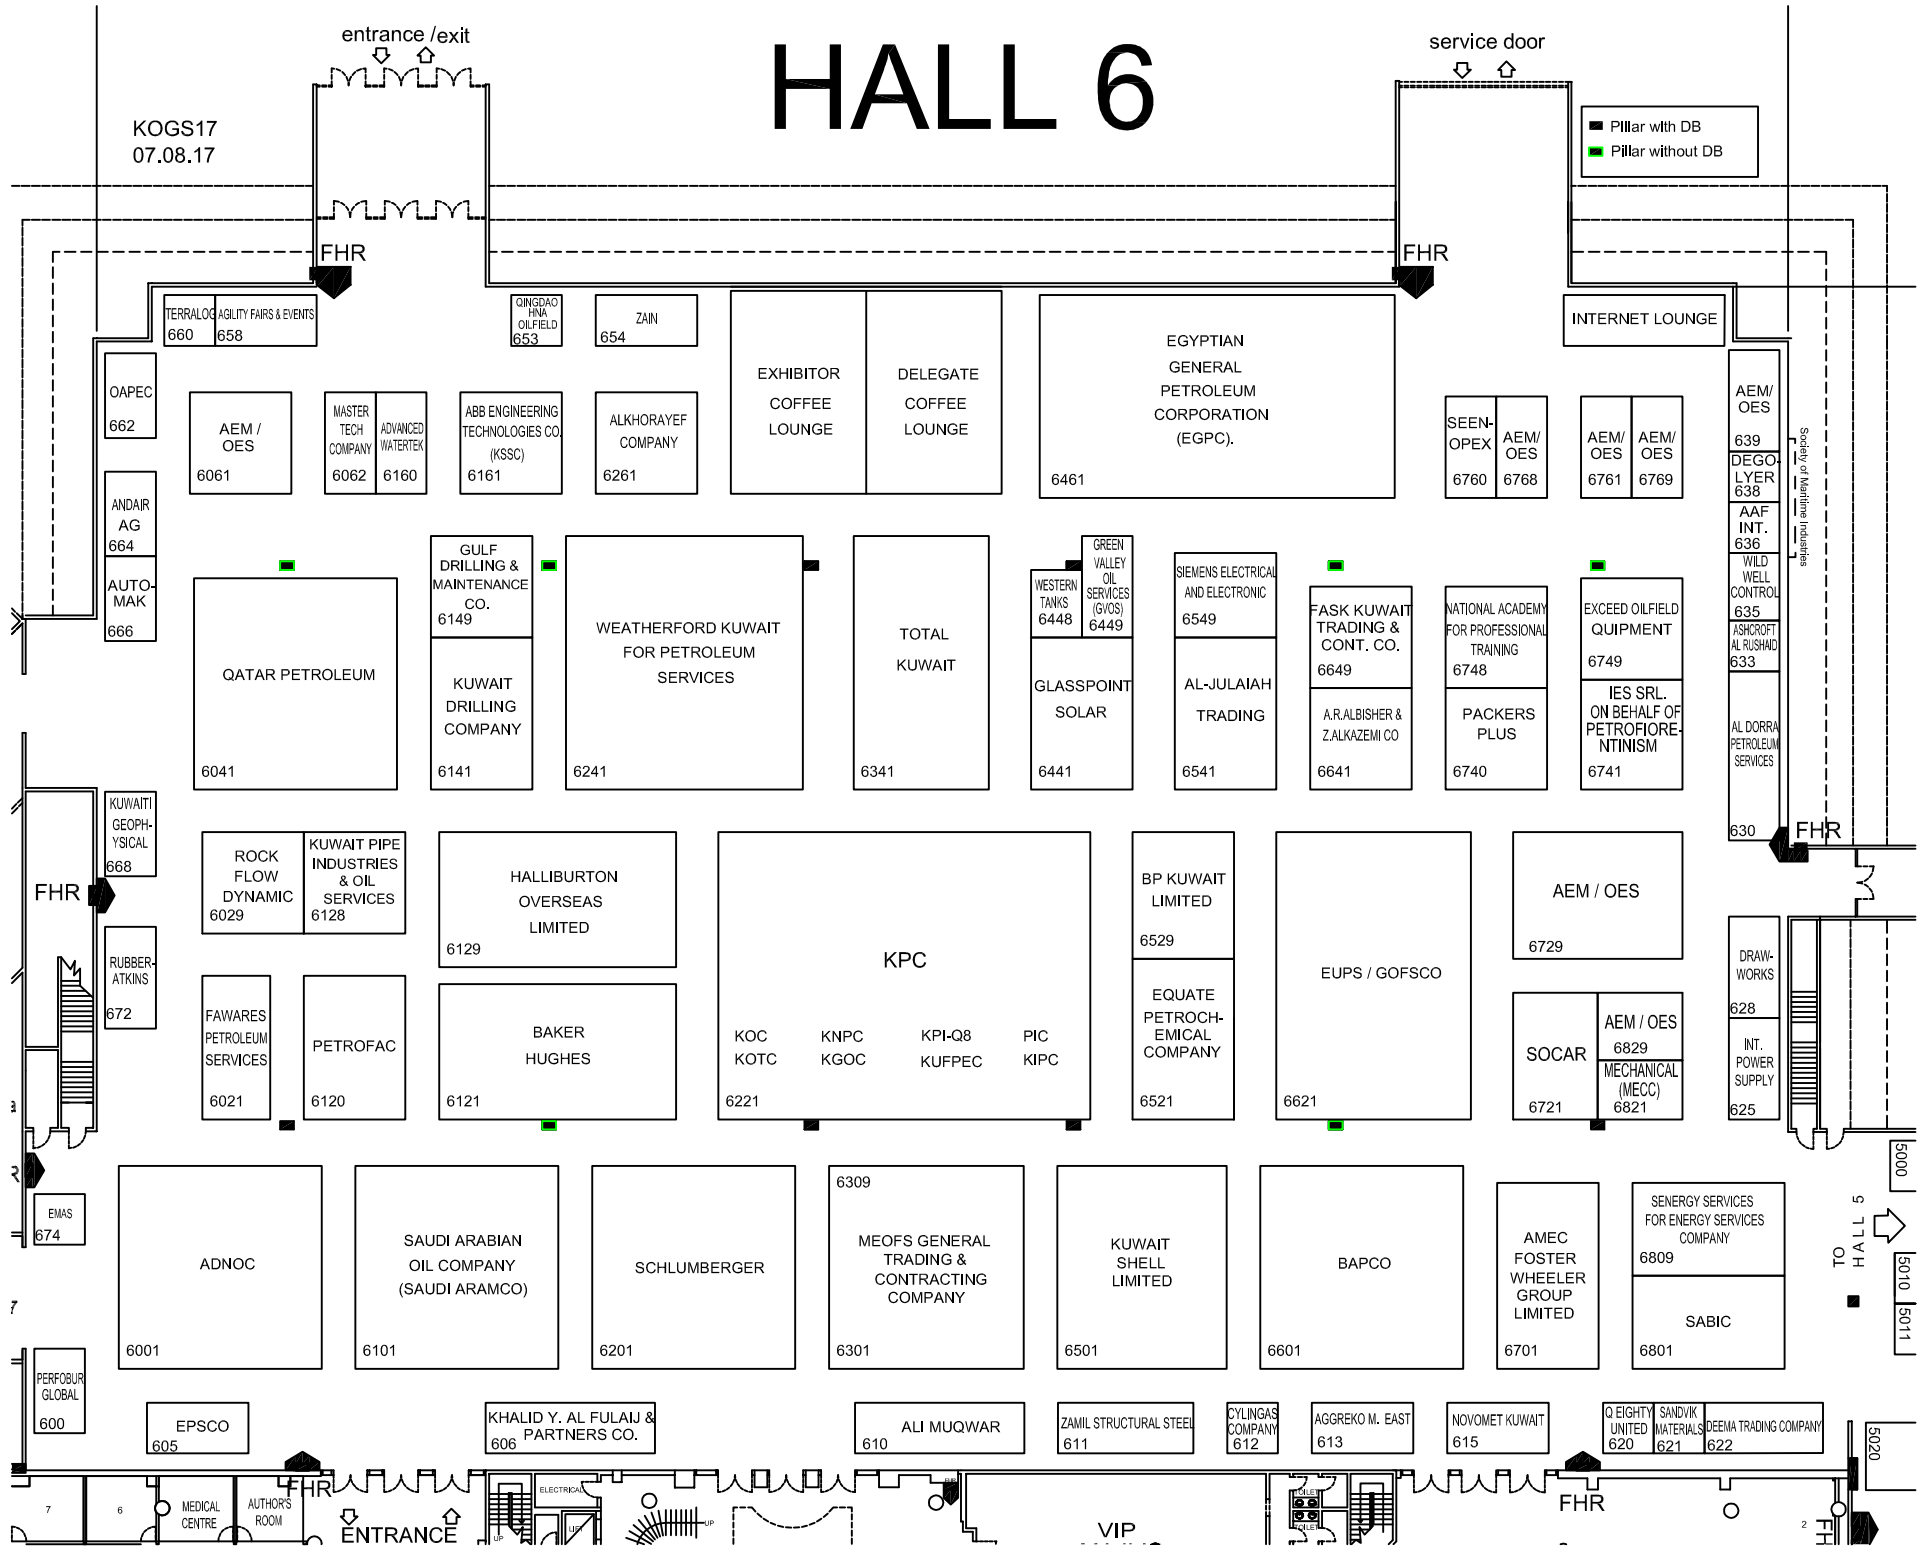 entrance /exit
HALL 6
service door
KOGS17
07.08.17
Pillar with DB
Pillar without DB
FHR
FHR
TERRALOG
660
AGILITY FAIRS & EVENTS
658
QINGDAO
HNA
OILFIELD
653
ZAIN
654
EXHIBITOR
COFFEE
LOUNGE
DELEGATE
COFFEE
LOUNGE
EGYPTIAN
GENERAL
PETROLEUM
CORPORATION
(EGPC).
6461
INTERNET LOUNGE
OAPEC
662
AEM /
OES
6061
MASTER
TECH
COMPANY
6062
ADVANCED
WATERTEK
6160
ABB ENGINEERING
TECHNOLOGIES CO.
(KSSC)
6161
ALKHORAYEF
COMPANY
6261
SEEN-
OPEX
6760
AEM/
OES
6768
AEM/
OES
6761
AEM/
OES
6769
AEM/
OES
639
DEGO-
LYER
638
AAF
INT.
636
Society of Maritime Industries
WILD
WELL
CONTROL
635
ASHCROFT
AL RUSHAID
633
AL DORRA
PETROLEUM
SERVICES
630
ANDAIR
AG
664
AUTO-
MAK
666
QATAR PETROLEUM
6041
GULF
DRILLING &
MAINTENANCE
CO.
6149
KUWAIT
DRILLING
COMPANY
6141
WEATHERFORD KUWAIT
FOR PETROLEUM
SERVICES
6241
TOTAL
KUWAIT
6341
WESTERN
TANKS
6448
GREEN
VALLEY
OIL
SERVICES
(GVOS)
6449
GLASSPOINT
SOLAR
6441
SIEMENS ELECTRICAL
AND ELECTRONIC
6549
AL-JULAIAH
TRADING
6541
FASK KUWAIT
TRADING &
CONT. CO.
6649
A.R.ALBISHER &
Z.ALKAZEMI CO
6641
NATIONAL ACADEMY
FOR PROFESSIONAL
TRAINING
6748
PACKERS
PLUS
6740
EXCEED OILFIELD
QUIPMENT
6749
IES SRL.
ON BEHALF OF
PETROFIORE-
NTINISM
6741
KUWAITI
GEOPH-
YSICAL
668
FHR
RUBBER-
ATKINS
672
ROCK
FLOW
DYNAMIC
6029
KUWAIT PIPE
INDUSTRIES
& OIL
SERVICES
6128
HALLIBURTON
OVERSEAS
LIMITED
6129
FAWARES
PETROLEUM
SERVICES
6021
PETROFAC
6120
BAKER
HUGHES
6121
KPC
KOC KNPC KPI-Q8 PIC
KOTC KGOC KUFPEC KIPC
6221
BP KUWAIT
LIMITED
6529
EQUATE
PETROCH-
EMICAL
COMPANY
6521
EUPS / GOFSCO
6621
AEM / OES
6729
SOCAR
6721
AEM / OES
6829
MECHANICAL
(MECC)
6821
FHR
DRAW-
WORKS
628
INT.
POWER
SUPPLY
625
R
EMAS
674
PERFOBUR
GLOBAL
600
ADNOC
6001
SAUDI ARABIAN
OIL COMPANY
(SAUDI ARAMCO)
6101
SCHLUMBERGER
6201
6309
MEOFS GENERAL
TRADING &
CONTRACTING
COMPANY
6301
KUWAIT
SHELL
LIMITED
6501
BAPCO
6601
AMEC
FOSTER
WHEELER
GROUP
LIMITED
6701
SENERGY SERVICES
FOR ENERGY SERVICES
COMPANY
6809
SABIC
6801
TO
HALL 5
5000
5010
5011
5020
EPSCO
605
KHALID Y. AL FULAIJ &
PARTNERS CO.
606
ALI MUQWAR
610
ZAMIL STRUCTURAL STEEL
611
CYLINGAS
COMPANY
612
AGGREKO M. EAST
613
NOVOMET KUWAIT
615
Q EIGHTY
UNITED
620
SANDVIK
MATERIALS
621
DEEMA TRADING COMPANY
622
7
6
MEDICAL
CENTRE
AUTHOR'S
ROOM
FHR
ENTRANCE
UP
ELECTRICAL
LIFT
UP
FHR
VIP
TOILET
TOILET
FHR
2
FH